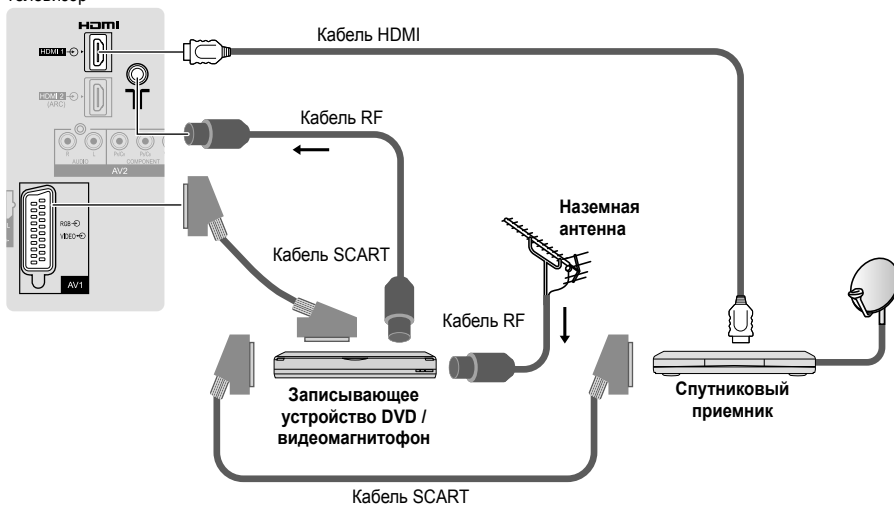 телевизор
HDMI
HDMI 1
HDMI 2
(ARC)
R
L
AUDIO
COMPONENT
AV2
RGB
VIDEO
AV1
Кабель HDMI
Кабель RF
Кабель SCART
Наземная
антенна
Кабель RF
Записывающее
устройство DVD /
видеомагнитофон
Спутниковый
приемник
Кабель SCART